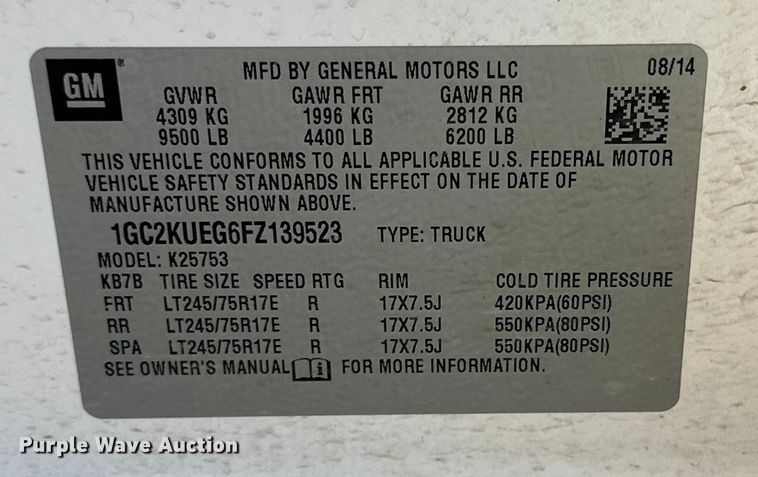 GM®
MFD BY GENERAL MOTORS LLC 08/14
GVWR GAWR FRT GAWR RR
4309 KG 1996 KG 2812 KG
9500 LB 4400 LB 6200 LB
THIS VEHICLE CONFORMS TO ALL APPLICABLE U.S. FEDERAL MOTOR
VEHICLE SAFETY STANDARDS IN EFFECT ON THE DATE OF
MANUFACTURE SHOWN ABOVE.
1GC2KUEG6FZ139523 TYPE: TRUCK
MODEL: K25753
KB7B TIRE SIZE SPEED RTG RIM COLD TIRE PRESSURE
FRT LT245/75R17E R 17X7.5J 420KPA(60PSI)
RR LT245/75R17E R 17X7.5J 550KPA(80PSI)
SPA LT245/75R17E R 17X7.5J 550KPA(80PSI)
SEE OWNER'S MANUAL i FOR MORE INFORMATION.
Purple Wave Auction